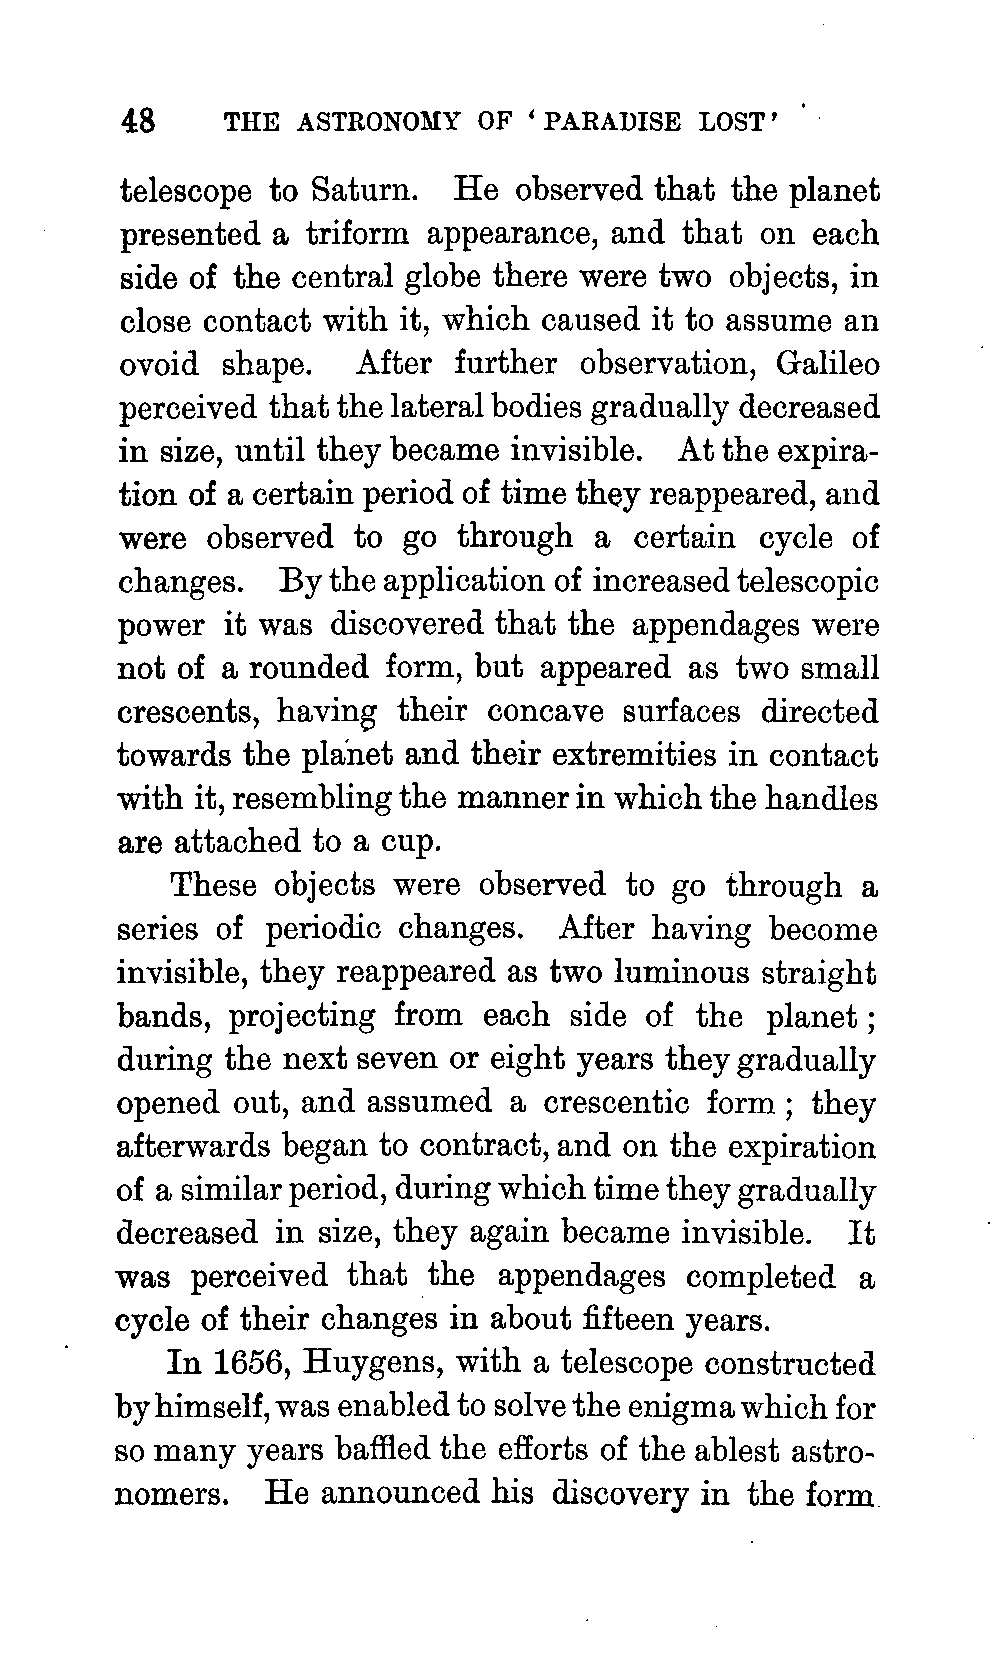 48 THE ASTRONOMY OF ‘PARADISE LOST’
telescope to Saturn. He observed that the planet
presented a triform appearance, and that on each
side of the central globe there were two objects, in
close contact with it, which caused it to assume an
ovoid shape. After further observation, Galileo
perceived that the lateral bodies gradually decreased
in size, until they became invisible. At the expira-
tion of a certain period of time they reappeared, and
were observed to go through a certain cycle of
changes. By the application of increased telescopic
power it was discovered that the appendages were
not of a rounded form, but appeared as two small
crescents, having their concave surfaces directed
towards the planet and their extremities in contact
with it, resembling the manner in which the handles
are attached to a cup.
These objects were observed to go through a
series of periodic changes. After having become
invisible, they reappeared as two luminous straight
bands, projecting from each side of the planet ;
during the next seven or eight years they gradually
opened out, and assumed a crescentic form ; they
afterwards began to contract, and on the expiration
of a similar period, during which time they gradually
decreased in size, they again became invisible. It
was perceived that the appendages completed a
cycle of their changes in about fifteen years.
In 1656, Huygens, with a telescope constructed
by himself, was enabled to solve the enigma which for
so many years baffled the efforts of the ablest astro-
nomers. He announced his discovery in the form